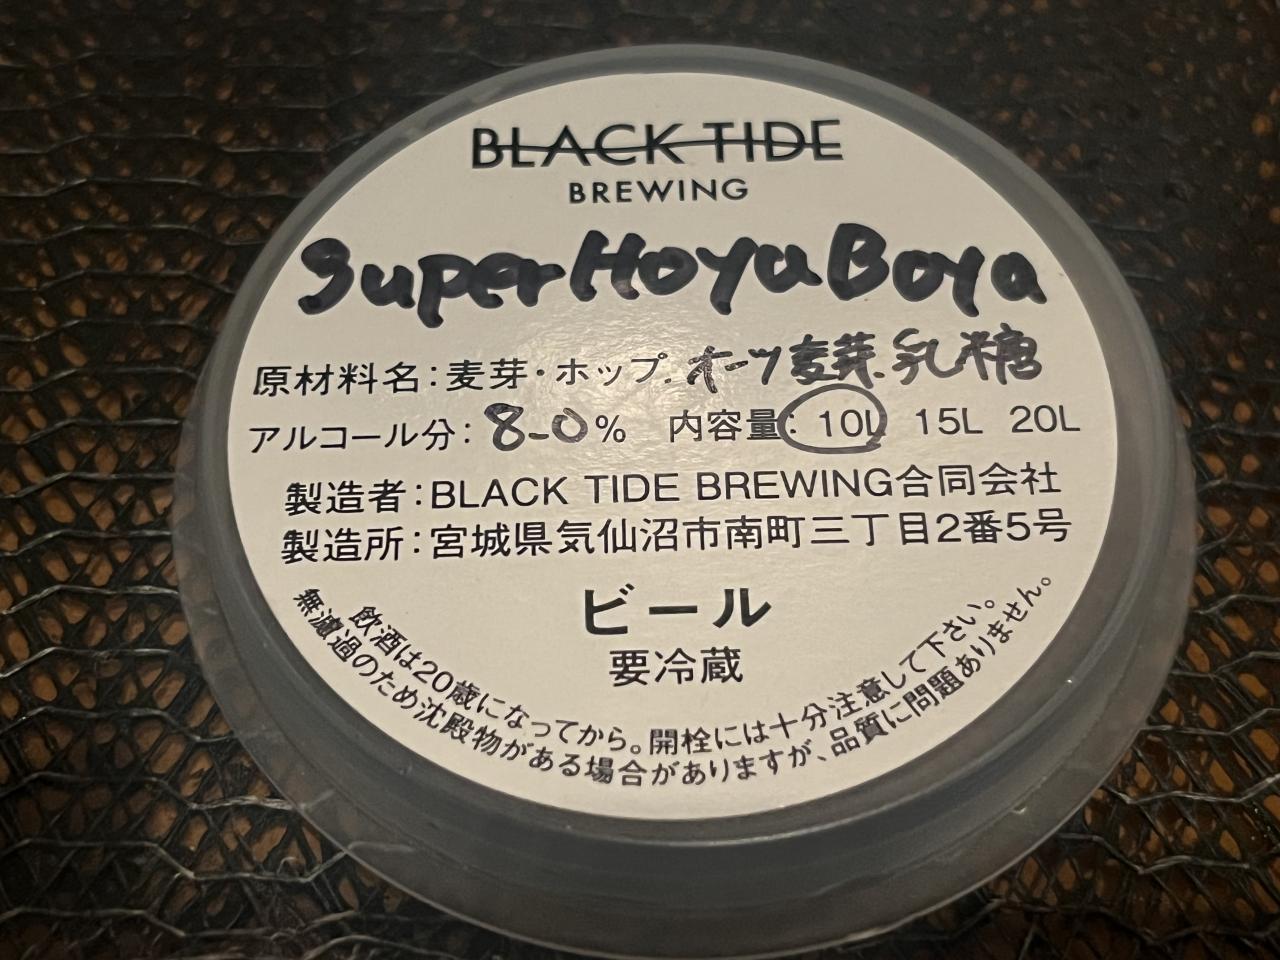 BLACK TIDE
BREWING
Super Hoya Boya
原材料名：麦芽・ホップ. オーツ麦芽. 乳糖
アルコール分：8.0％ 内容量：10L 15L 20L
製造者：BLACK TIDE BREWING合同会社
製造所：宮城県気仙沼市南町三丁目2番5号
ビール
要冷蔵
飲酒は20歳になってから。開栓には十分注意して下さい。
無濾過のため沈殿物がある場合がありますが、品質に問題ありません。